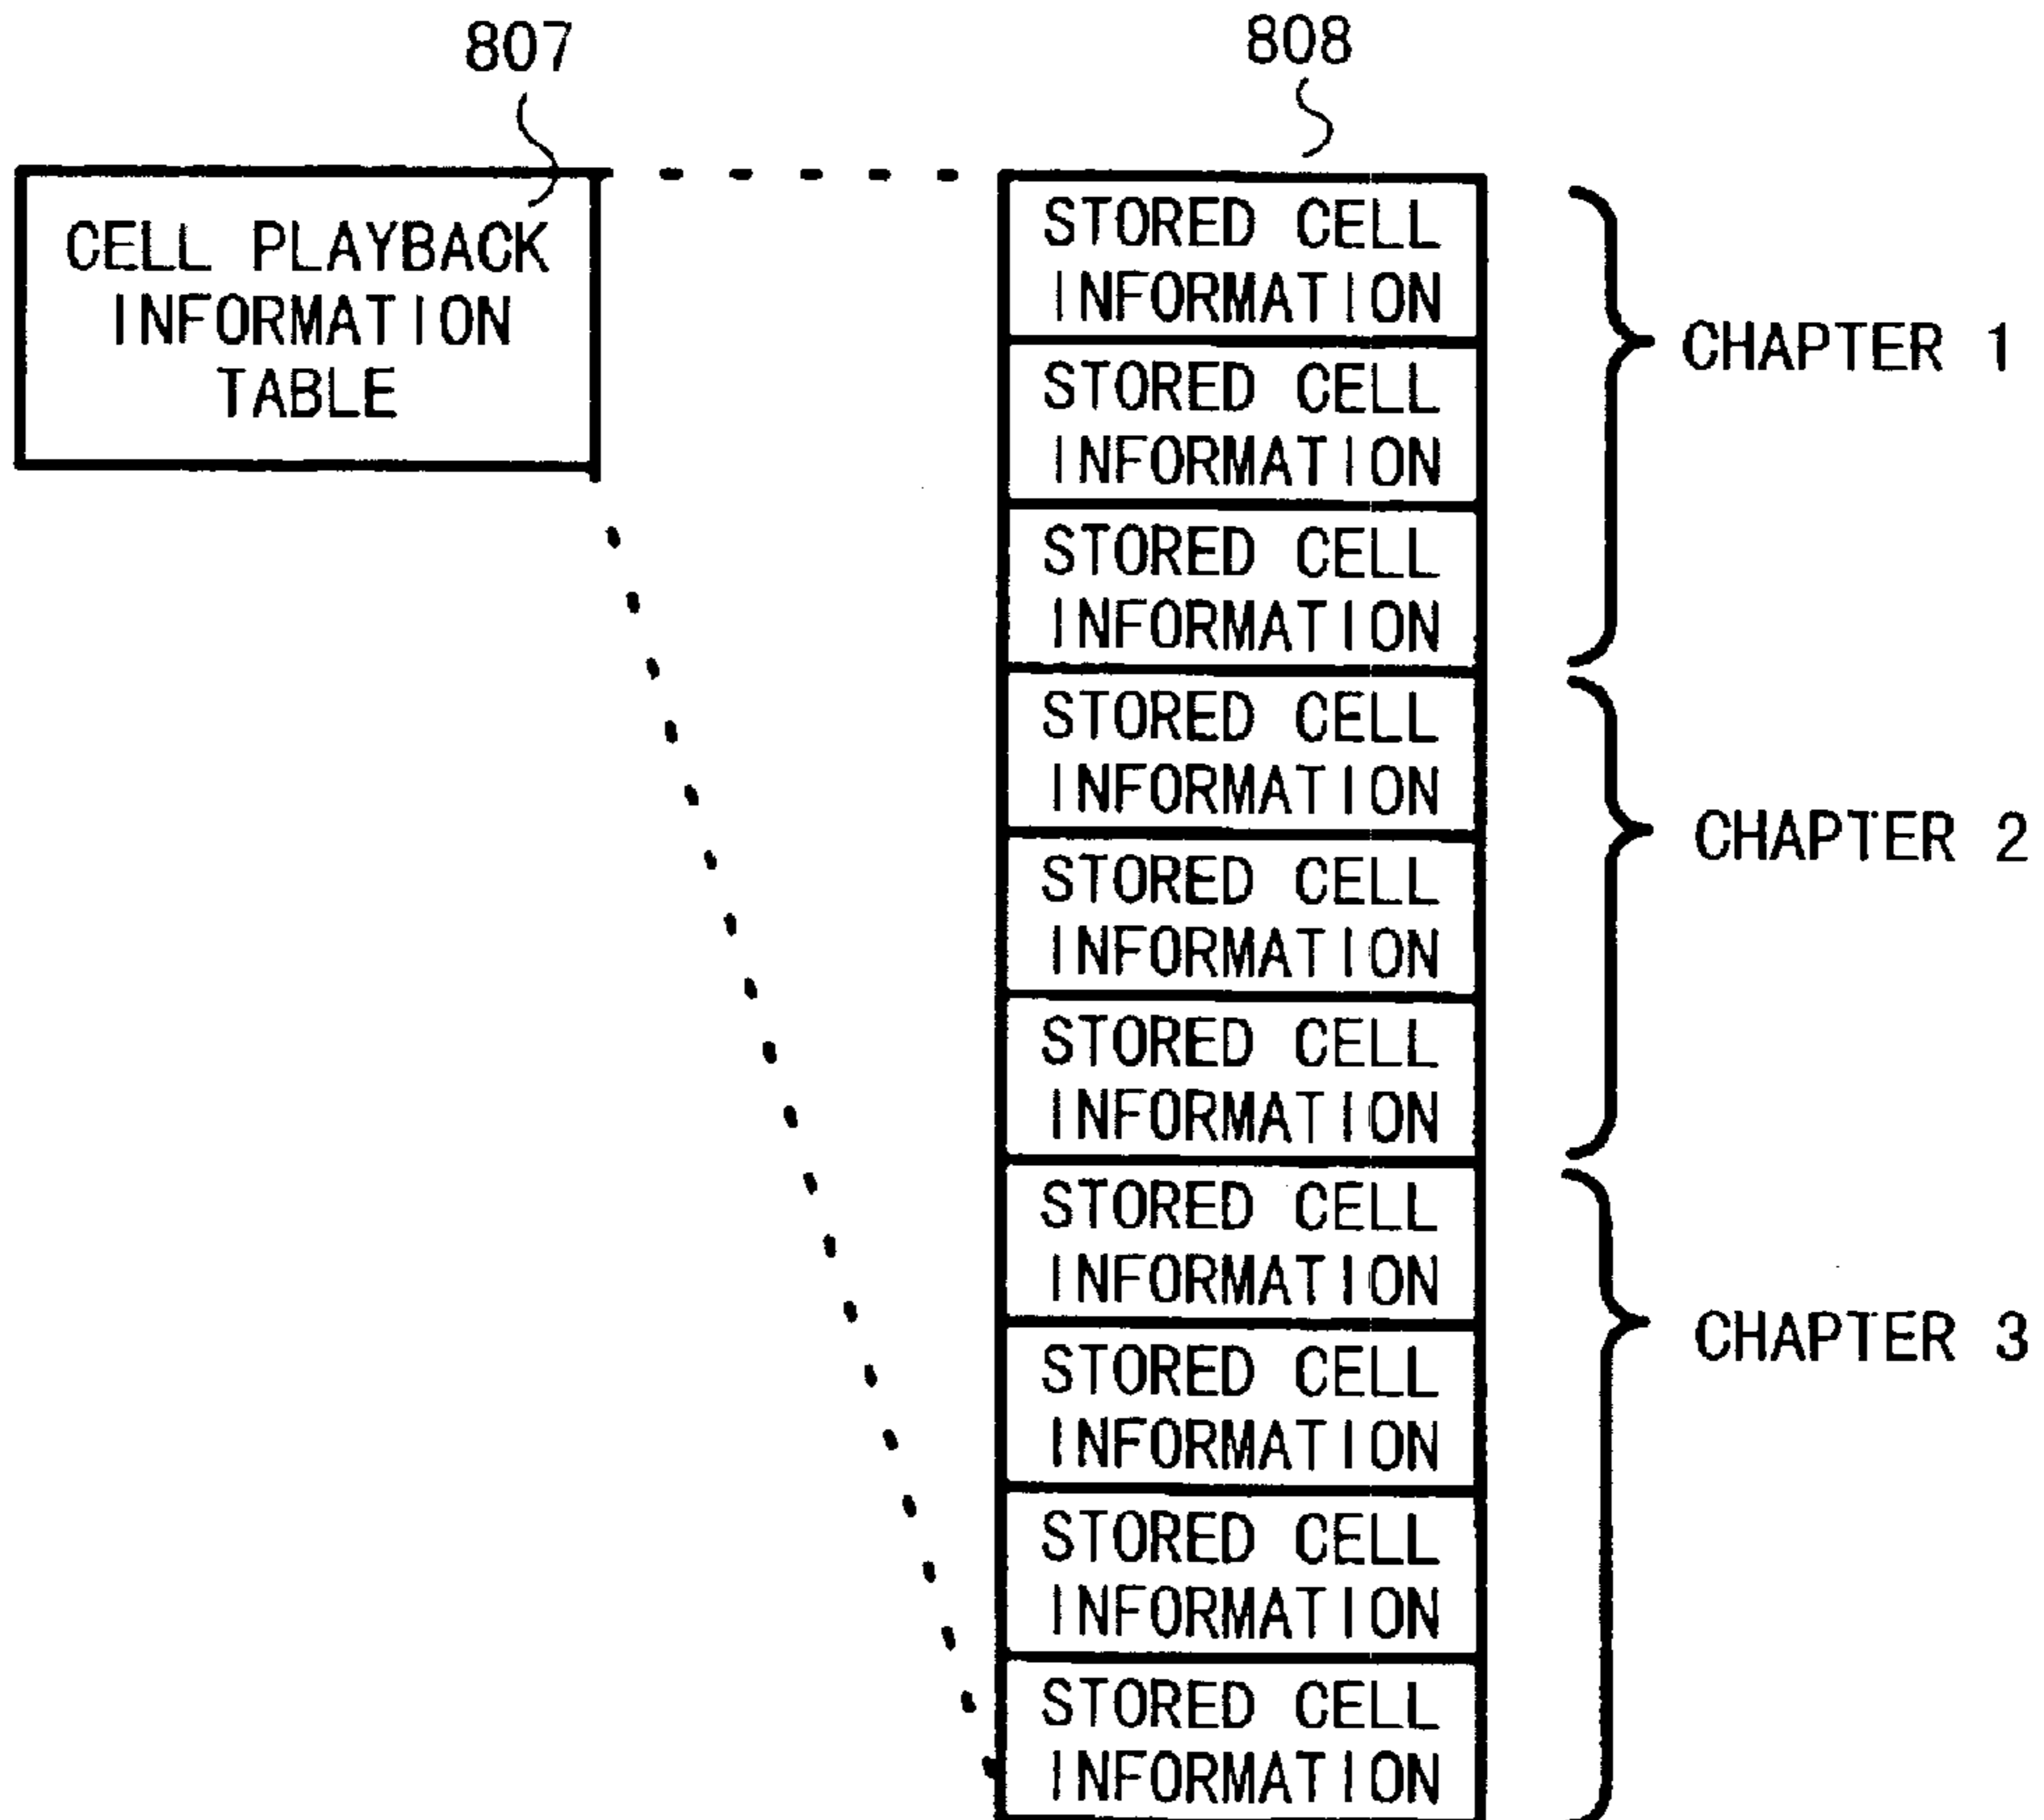 807
808
CELL PLAYBACK
INFORMATION
TABLE
STORED CELL
INFORMATION
STORED CELL
INFORMATION
STORED CELL
INFORMATION
CHAPTER 1
STORED CELL
INFORMATION
STORED CELL
INFORMATION
STORED CELL
INFORMATION
CHAPTER 2
STORED CELL
INFORMATION
STORED CELL
INFORMATION
STORED CELL
INFORMATION
STORED CELL
INFORMATION
CHAPTER 3